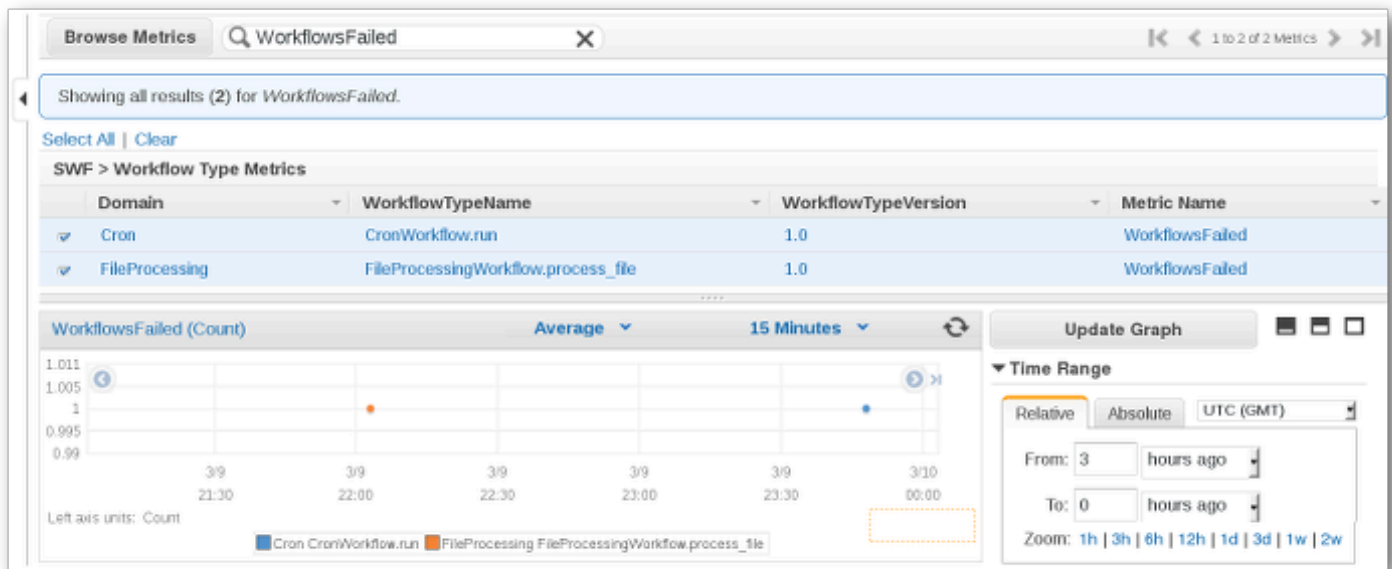 Browse Metrics WorkflowsFailed 1 to 2 of 2 Metrics
Showing all results (2) for WorkflowsFailed.
Select All | Clear
SWF > Workflow Type Metrics
Domain WorkflowTypeName WorkflowTypeVersion Metric Name
Cron CronWorkflow.run 1.0 WorkflowsFailed
FileProcessing FileProcessingWorkflow.process_file 1.0 WorkflowsFailed
WorkflowsFailed (Count) Average 15 Minutes Update Graph
Time Range
Relative Absolute UTC (GMT)
From: 3 hours ago
To: 0 hours ago
Zoom: 1h | 3h | 6h | 12h | 1d | 3d | 1w | 2w
1.011
1.005
1
0.995
0.99
3/9 3/9 3/9 3/9 3/9 3/10
21:30 22:00 22:30 23:00 23:30 00:00
Left axis units: Count
Cron CronWorkflow.run FileProcessing FileProcessingWorkflow.process_file